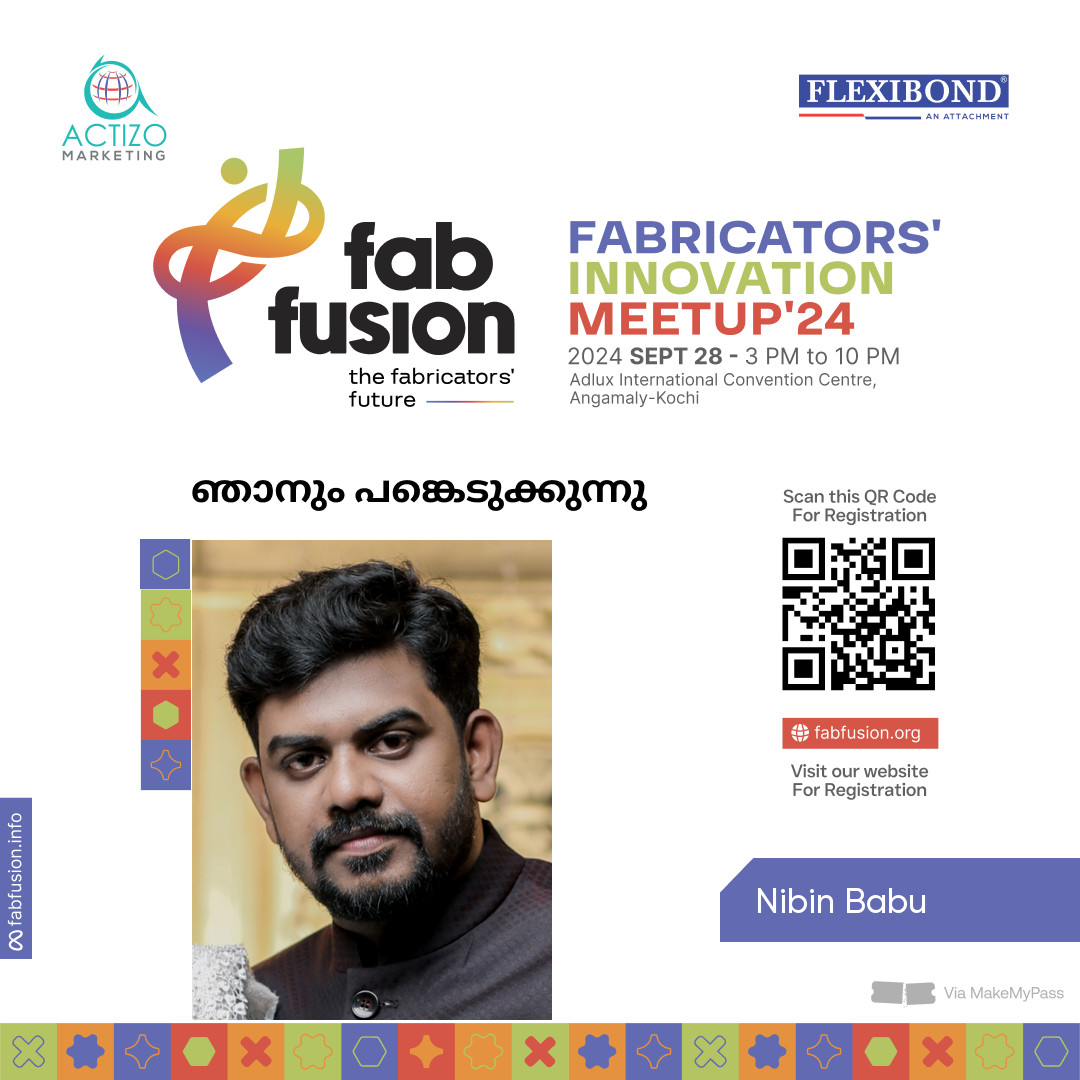 ACTIZO
MARKETING
FLEXIBOND®
AN ATTACHMENT
fab
fusion
the fabricators'
future
FABRICATORS'
INNOVATION
MEETUP'24
2024 SEPT 28 - 3 PM to 10 PM
Adlux International Convention Centre,
Angamaly-Kochi
ഞാനും പങ്കെടുക്കുന്നു
Scan this QR Code
For Registration
fabfusion.org
Visit our website
For Registration
fabfusion.info
Nibin Babu
Via MakeMyPass